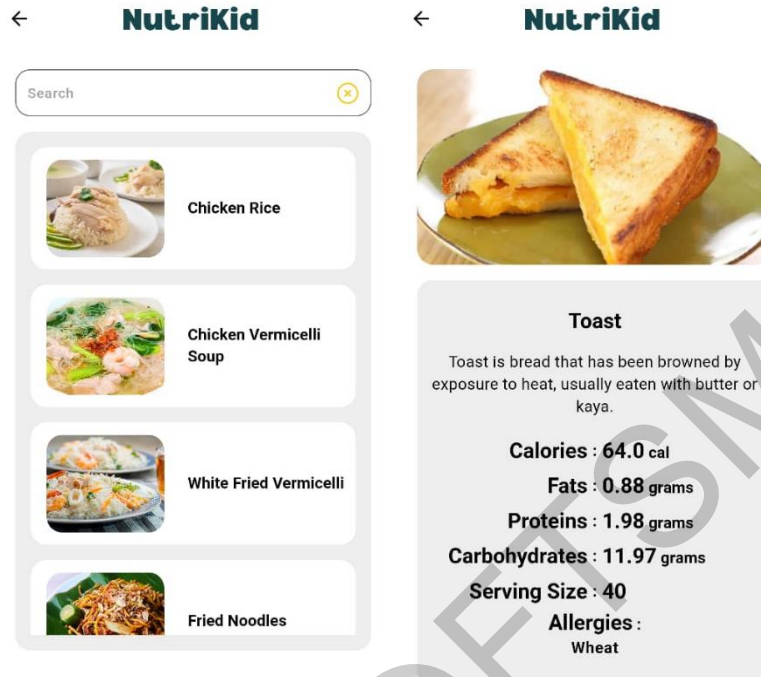 NutriKid
Search
Chicken Rice
Chicken Vermicelli
Soup
White Fried Vermicelli
Fried Noodles
NutriKid
Toast
Toast is bread that has been browned by
exposure to heat, usually eaten with butter or
kaya.
Calories : 64.0 cal
Fats : 0.88 grams
Proteins : 1.98 grams
Carbohydrates : 11.97 grams
Serving Size : 40
Allergies :
Wheat
FTSM